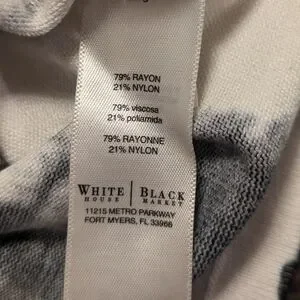 79% RAYON
21% NYLON
79% viscosa
21% poliamida
79% RAYONNE
21% NYLON
WHITE | BLACK
HOUSE | MARKET
11215 METRO PARKWAY
FORT MYERS, FL 33966